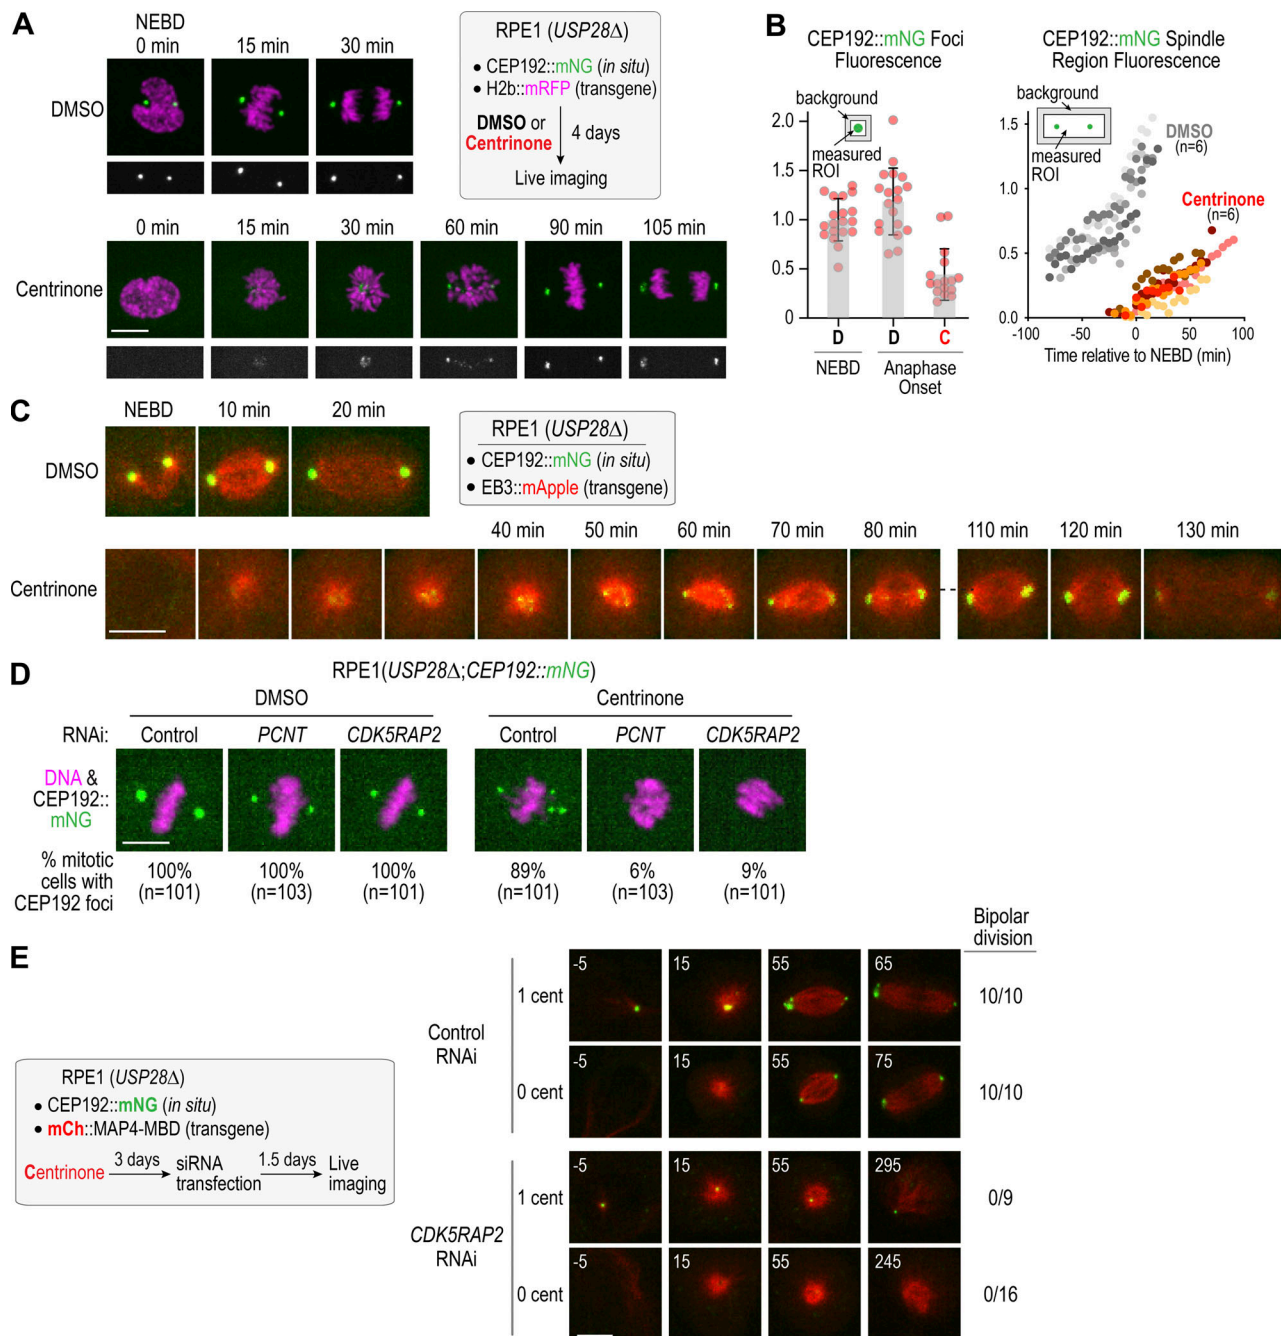 A
NEBD
0 min 15 min 30 min
DMSO
RPE1 (USP28Δ)
• CEP192::mNG (in situ)
• H2b::mRFP (transgene)
DMSO or
Centrinone
4 days
Live imaging
0 min 15 min 30 min 60 min 90 min 105 min
Centrinone
B
CEP192::mNG Foci
Fluorescence
background
measured
ROI
2.0
1.5
1.0
0.5
0
D D C
NEBD Anaphase
Onset
CEP192::mNG Spindle
Region Fluorescence
background
measured
ROI
DMSO
(n=6)
Centrinone
(n=6)
1.5
1.0
0.5
0
-100 -50 0 50 100
Time relative to NEBD (min)
C
NEBD 10 min 20 min
DMSO
RPE1 (USP28Δ)
• CEP192::mNG (in situ)
• EB3::mApple (transgene)
40 min 50 min 60 min 70 min 80 min 110 min 120 min 130 min
Centrinone
D
RPE1(USP28Δ;CEP192::mNG)
DMSO Centrinone
RNAi: Control PCNT CDK5RAP2 Control PCNT CDK5RAP2
DNA &
CEP192::
mNG
% mitotic
cells with
CEP192 foci
100% 100% 100% 89% 6% 9%
(n=101) (n=103) (n=101) (n=101) (n=103) (n=101)
E
RPE1 (USP28Δ)
• CEP192::mNG (in situ)
• mCh::MAP4-MBD (transgene)
Centrinone 3 days siRNA
transfection 1.5 days Live
imaging
Bipolar
division
Control
RNAi
1 cent -5 15 55 65 10/10
0 cent -5 15 55 75 10/10
CDK5RAP2
RNAi
1 cent -5 15 55 295 0/9
0 cent -5 15 55 245 0/16